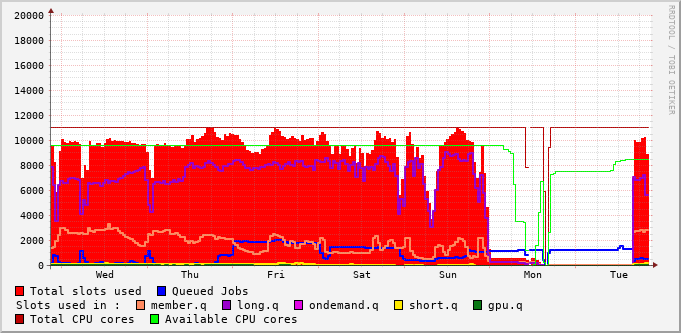 20000
18000
16000
14000
12000
10000
8000
6000
4000
2000
0
Wed Thu Fri Sat Sun Mon Tue
RRDTOOL / TOBI OETIKER
Total slots used Queued Jobs
Slots used in : member.q long.q ondemand.q short.q gpu.q
Total CPU cores Available CPU cores